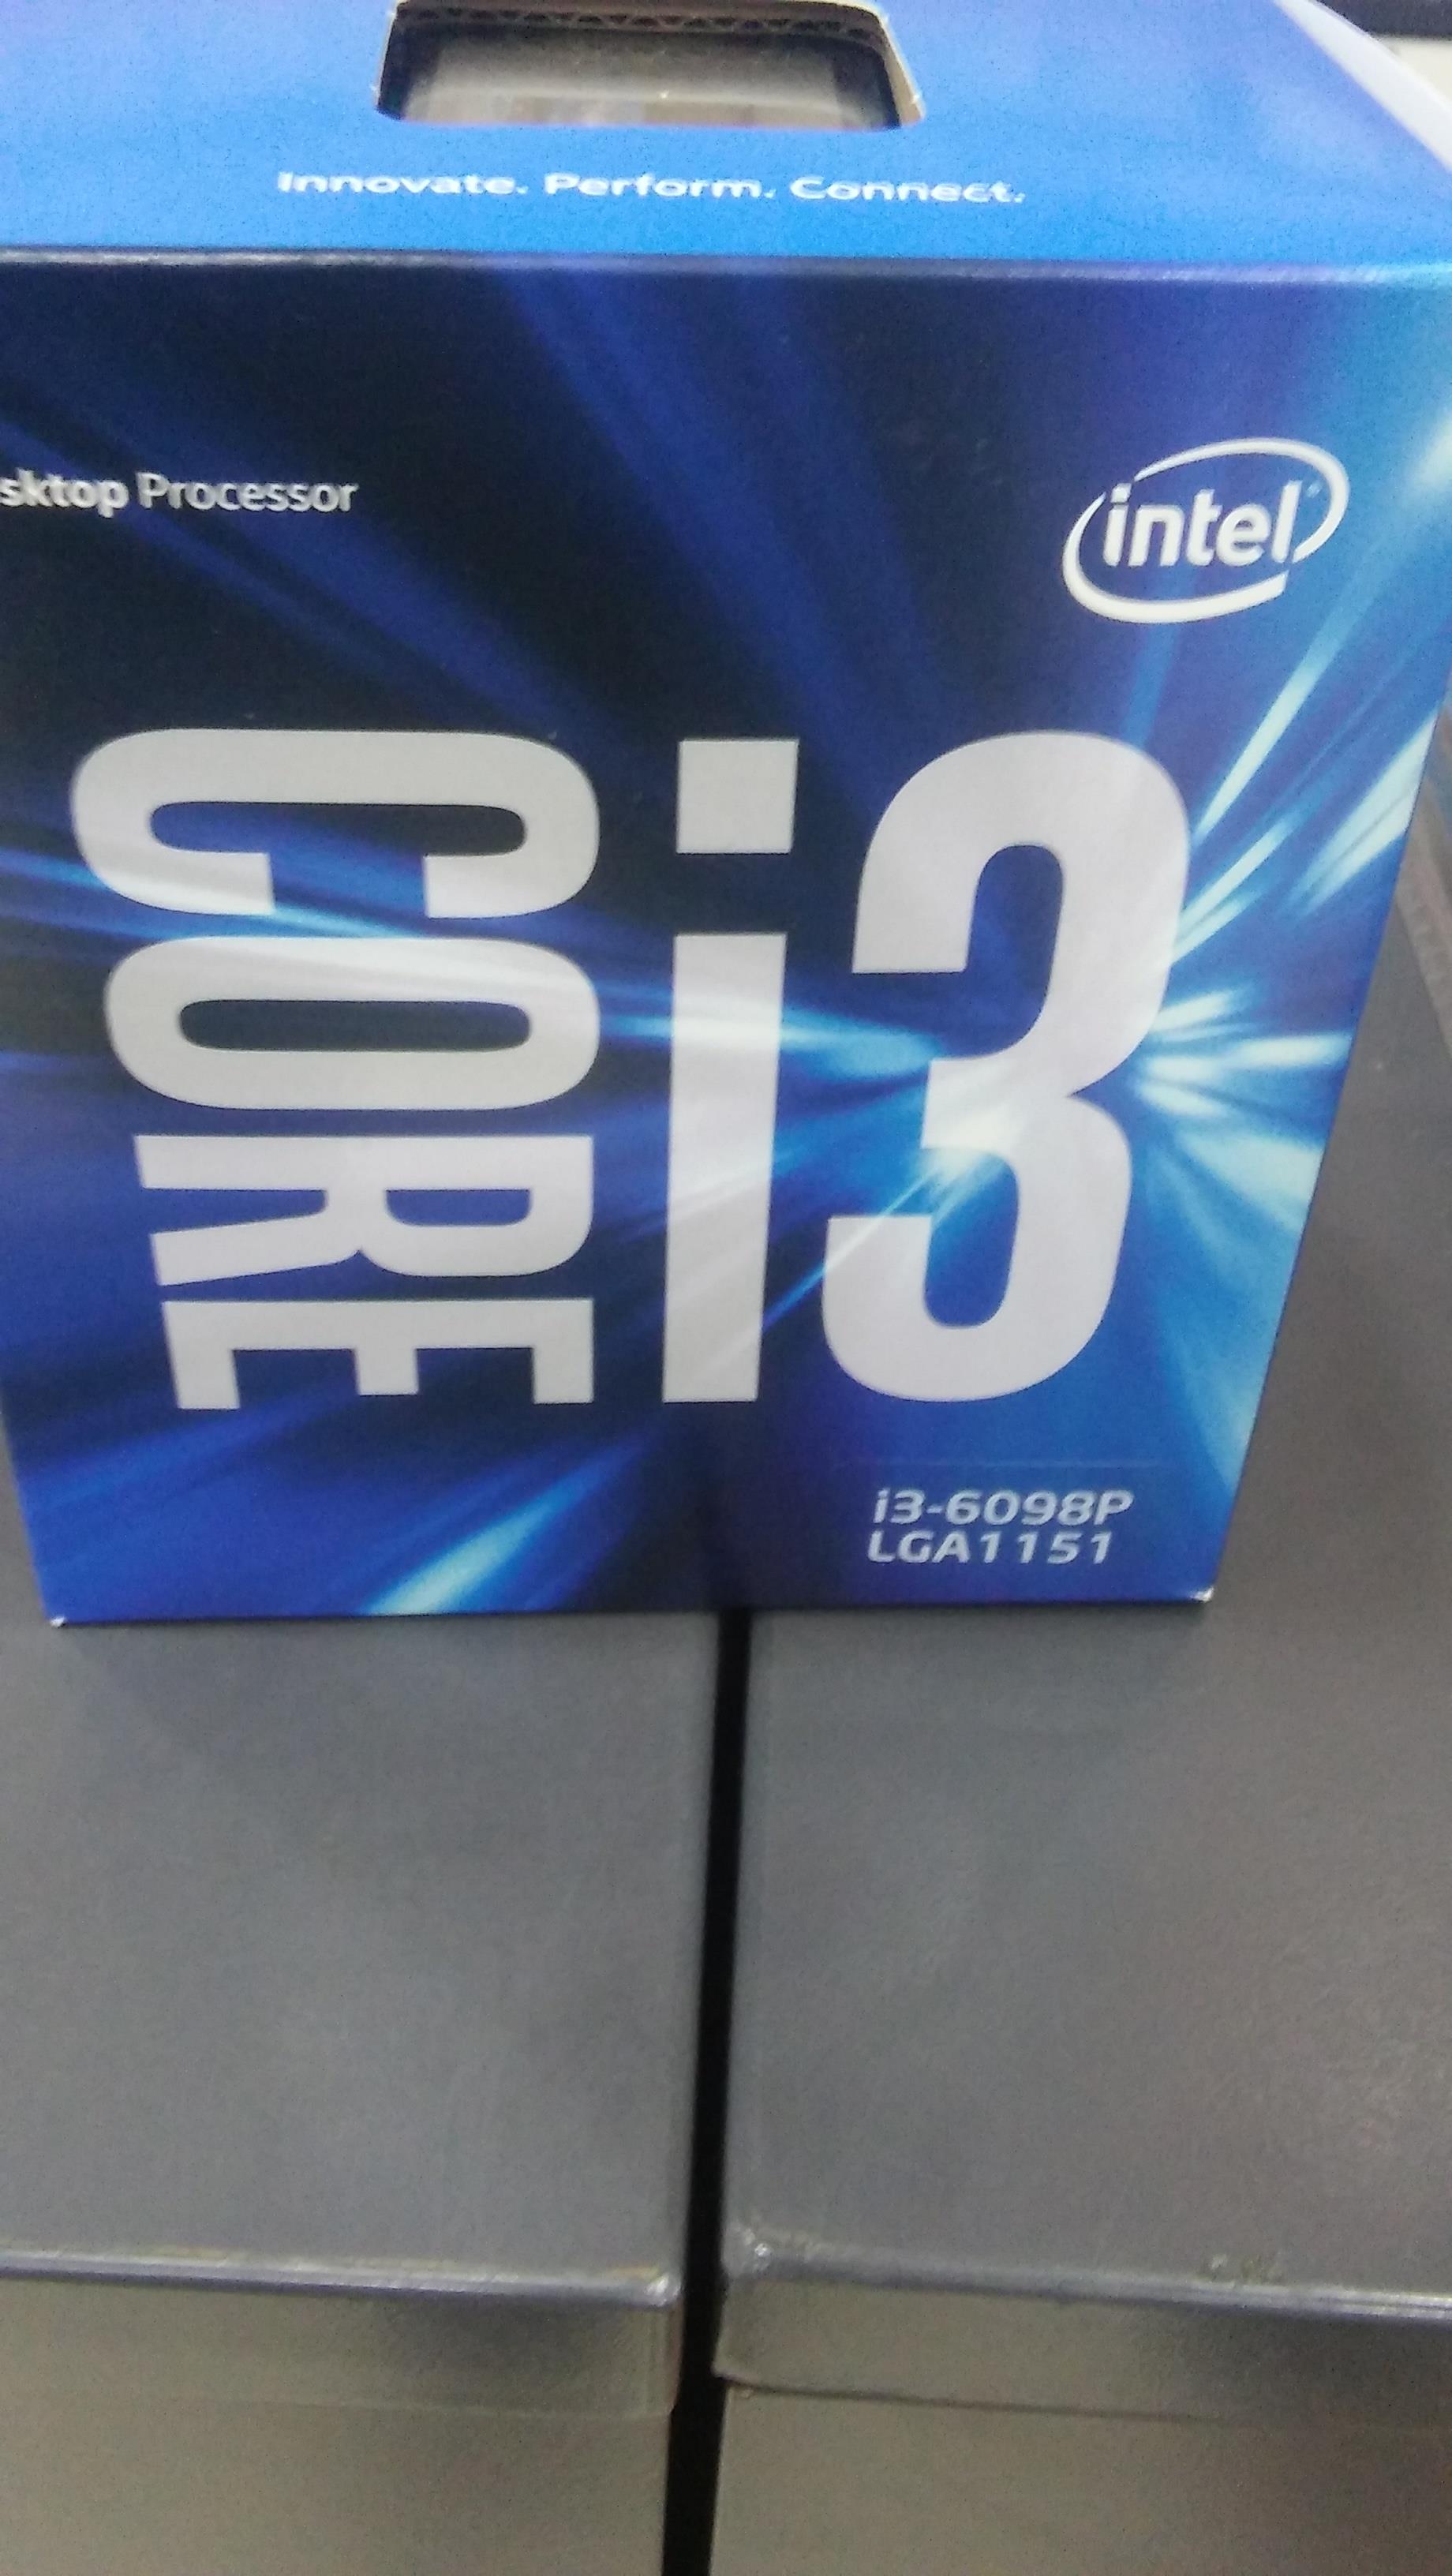 Innovate. Perform. Connect.
sktop Processor
intel
CORE i3
i3-6098P
LGA1151